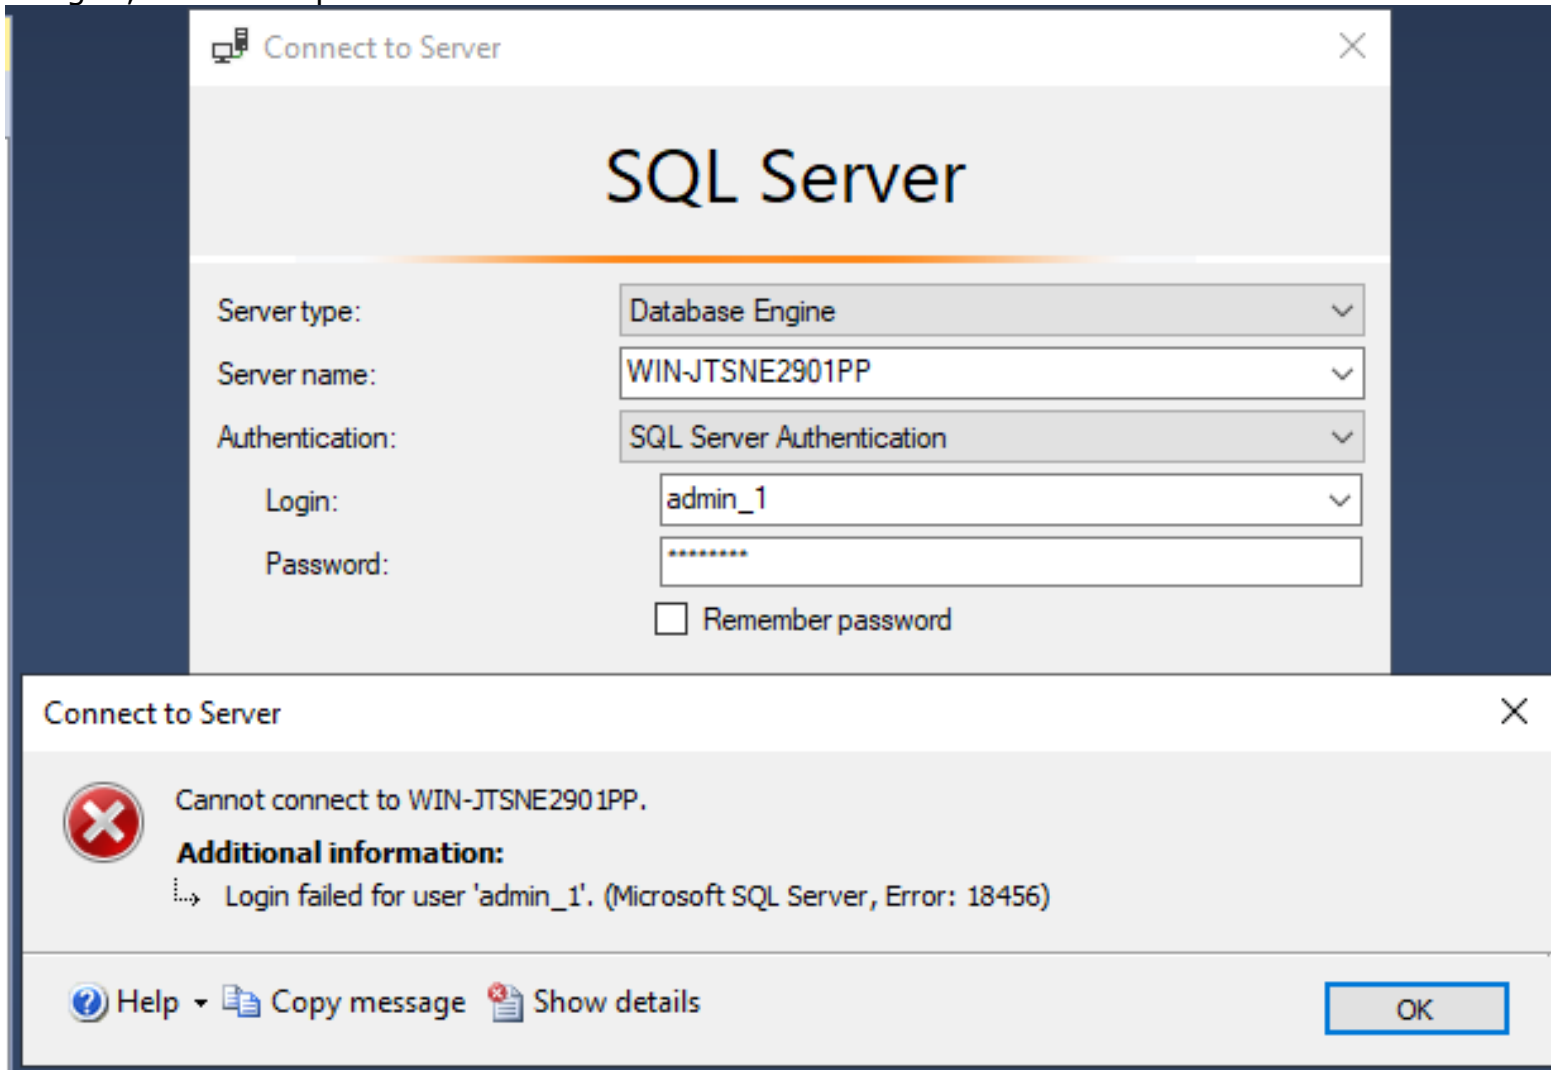 Connect to Server
SQL Server
Server type: Database Engine
Server name: WIN-JTSNE2901PP
Authentication: SQL Server Authentication
Login: admin_1
Password: ********
Remember password
Connect to Server
Cannot connect to WIN-JTSNE2901PP.
Additional information:
Login failed for user 'admin_1'. (Microsoft SQL Server, Error: 18456)
Help Copy message Show details OK